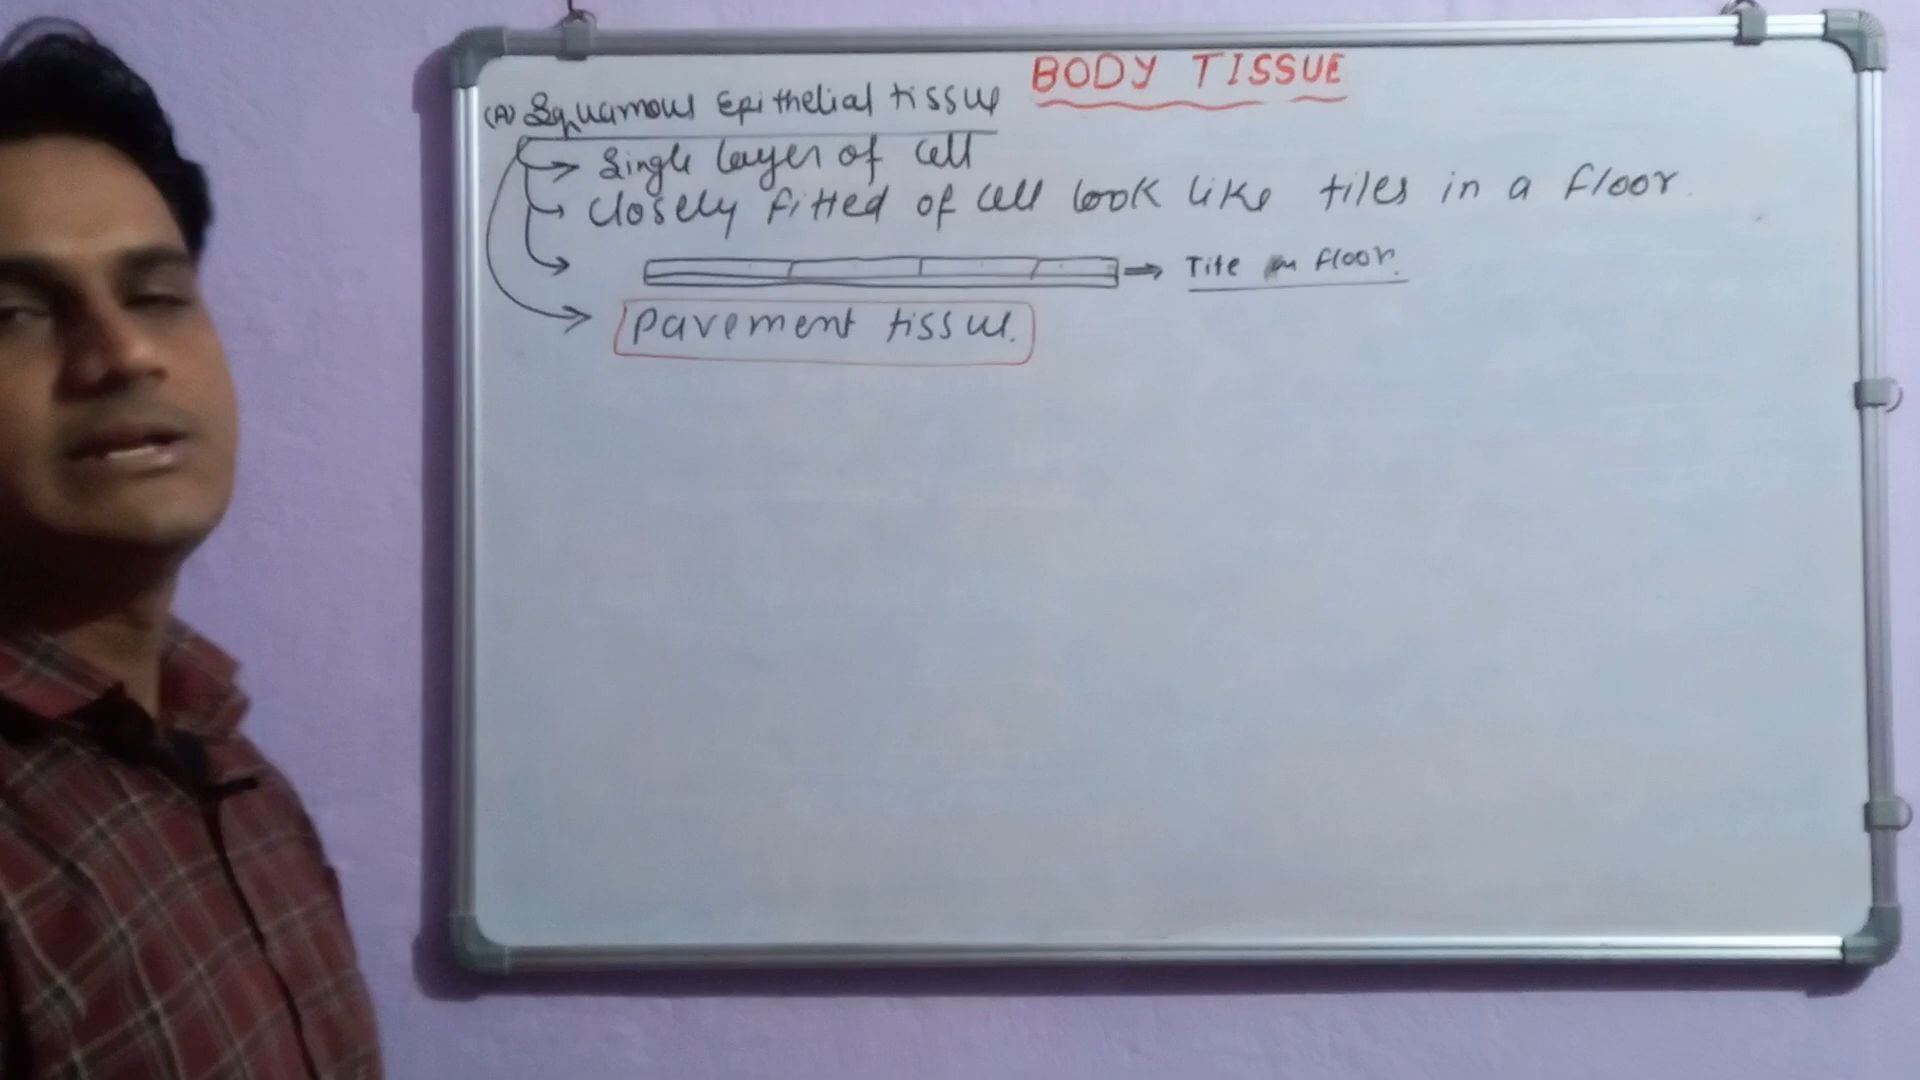 BODY TISSUE
(A) Squamous Epithelial tissue
Single layer of cell
Closely fitted of cell look like tiles in a floor.
Tile in floor.
pavement tissue.